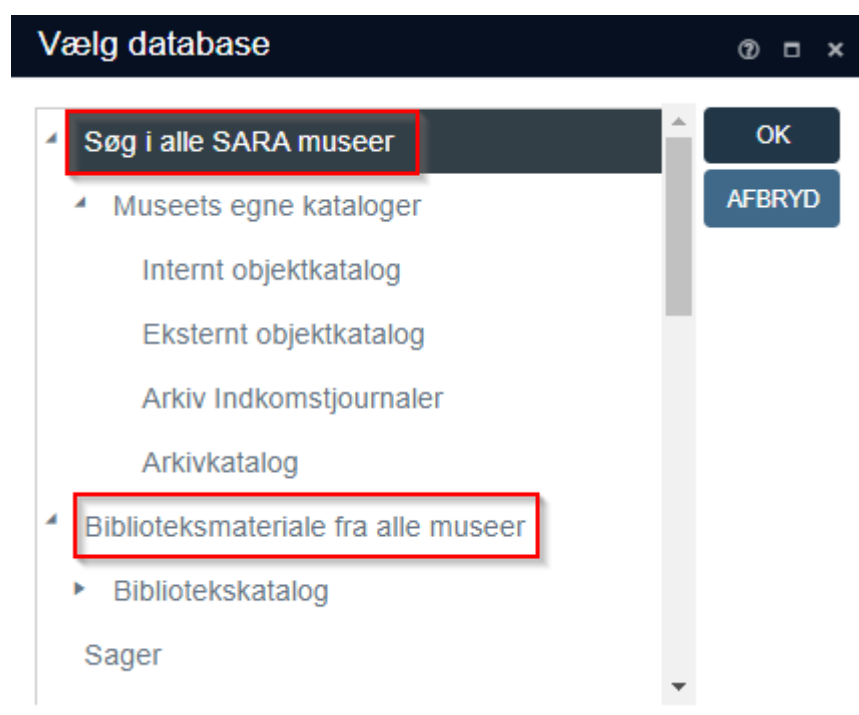 Vælg database
Søg i alle SARA museer
OK
Museets egne kataloger
AFBRYD
Internt objektkatalog
Eksternt objektkatalog
Arkiv Indkomstjournaler
Arkivkatalog
Biblioteksmateriale fra alle museer
Bibliotekskatalog
Sager